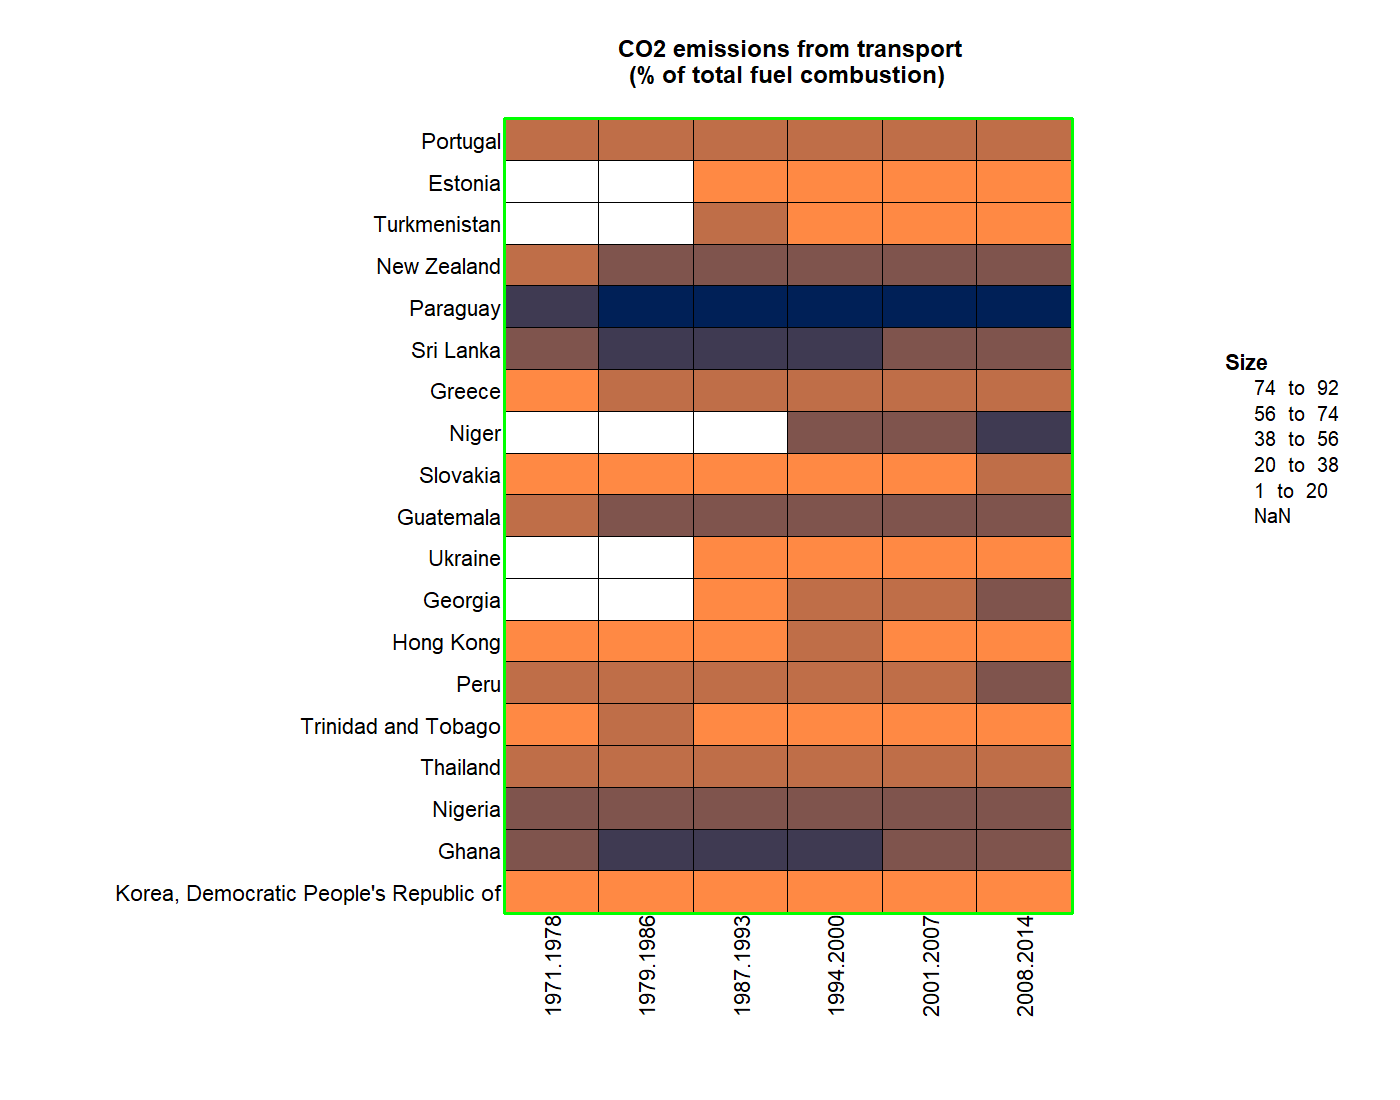 CO2 emissions from transport
(% of total fuel combustion)
Portugal
Estonia
Turkmenistan
New Zealand
Paraguay
Sri Lanka
Greece
Niger
Slovakia
Guatemala
Ukraine
Georgia
Hong Kong
Peru
Trinidad and Tobago
Thailand
Nigeria
Ghana
Korea, Democratic People's Republic of
1971.1978
1979.1986
1987.1993
1994.2000
2001.2007
2008.2014
Size
74 to 92
56 to 74
38 to 56
20 to 38
1 to 20
NaN